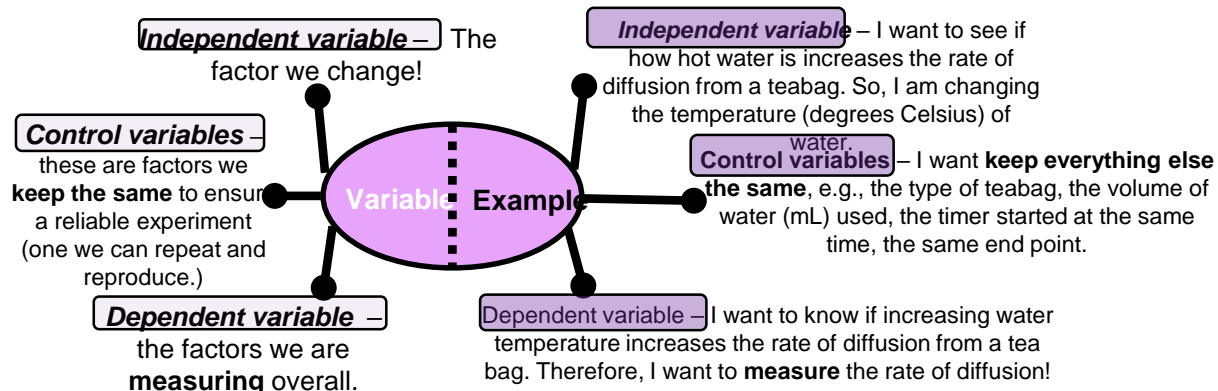 Independent variable – The
factor we change!
Control variables –
these are factors we
keep the same to ensure
a reliable experiment
(one we can repeat and
reproduce.)
Dependent variable –
the factors we are
measuring overall.
Variable
Example
Independent variable – I want to see if
how hot water is increases the rate of
diffusion from a teabag. So, I am changing
the temperature (degrees Celsius) of
water.
Control variables – I want keep everything else
the same, e.g., the type of teabag, the volume of
water (mL) used, the timer started at the same
time, the same end point.
Dependent variable – I want to know if increasing water
temperature increases the rate of diffusion from a tea
bag. Therefore, I want to measure the rate of diffusion!